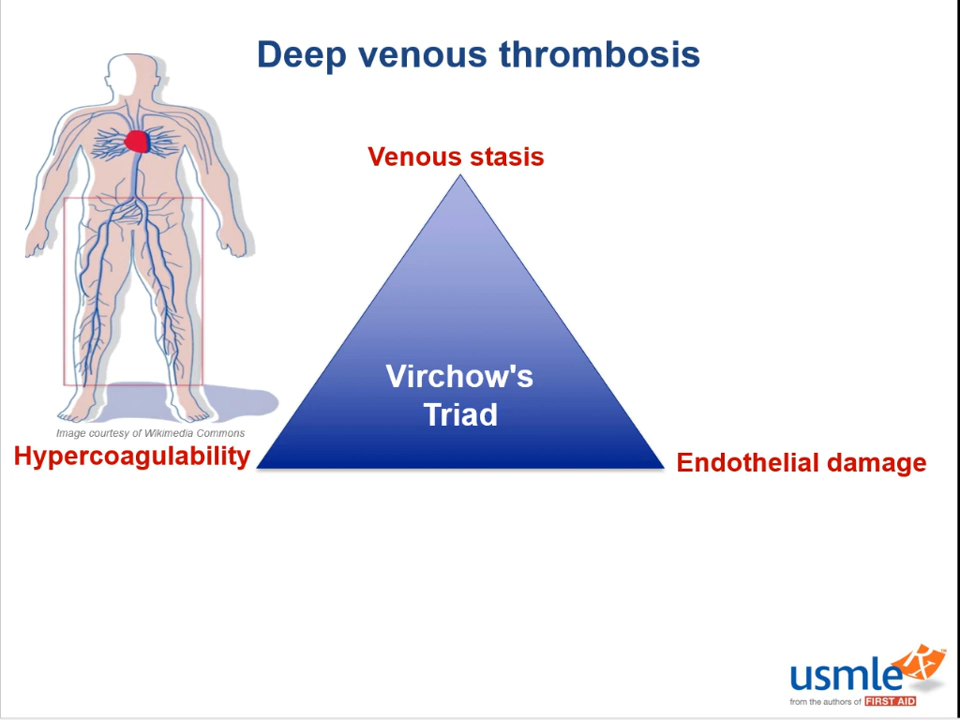 Deep venous thrombosis
Venous stasis
Virchow's
Triad
Image courtesy of Wikimedia Commons
Hypercoagulability
Endothelial damage
usmle Rx™
from the authors of FIRST AID